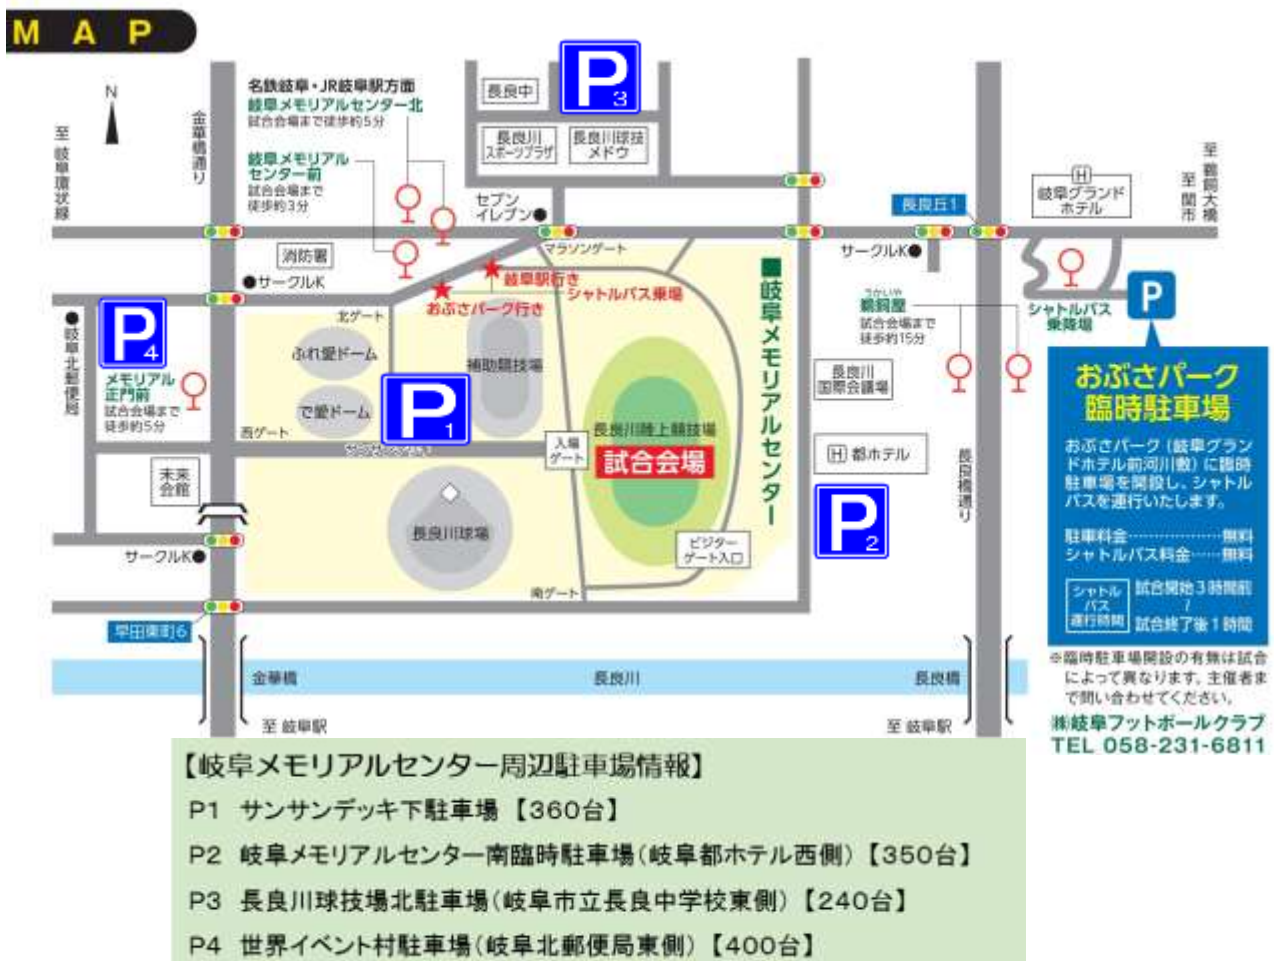 MAP
N
至 岐阜環状線
金華橋通り
名鉄岐阜・JR岐阜駅方面
岐阜メモリアルセンター北
試合会場まで徒歩約5分
岐阜メモリアル
センター前
試合会場まで
徒歩約3分
長良中
P3
長良川
スポーツプラザ
長良川球技
メドウ
セブン
イレブン
マラソンゲート
消防署
サークルK
岐阜駅行き
シャトルバス乗場
おぶさパーク行き
サークルK
長良丘1
H
岐阜グランド
ホテル
至 鵜飼大橋
至 関市
シャトルバス
乗降場
P
うかいや
鵜飼屋
試合会場まで
徒歩約15分
岐阜北郵便局
P4
メモリアル
正門前
試合会場まで
徒歩約5分
北ゲート
ふれ愛ドーム
で愛ドーム
西ゲート
P1
補助競技場
入場
ゲート
長良川陸上競技場
試合会場
■岐阜メモリアルセンター
長良川
国際会議場
H 都ホテル
P2
長良橋通り
未来
会館
サークルK
長良川球場
ビジター
ゲート入口
南ゲート
早田東町6
金華橋
長良川
長良橋
至 岐阜駅
至 岐阜駅
おぶさパーク
臨時駐車場
おぶさパーク（岐阜グラン
ドホテル前河川敷）に臨時
駐車場を開設し、シャトル
バスを運行いたします。
駐車料金……………無料
シャトルバス料金……無料
シャトル
バス
運行時間
試合開始3時間前
〜
試合終了後1時間
※臨時駐車場開設の有無は試合
によって異なります。主催者ま
で問い合わせてください。
㈱岐阜フットボールクラブ
TEL 058-231-6811
【岐阜メモリアルセンター周辺駐車場情報】
P1 サンサンデッキ下駐車場 【360台】
P2 岐阜メモリアルセンター南臨時駐車場（岐阜都ホテル西側）【350台】
P3 長良川球技場北駐車場（岐阜市立長良中学校東側）【240台】
P4 世界イベント村駐車場（岐阜北郵便局東側）【400台】